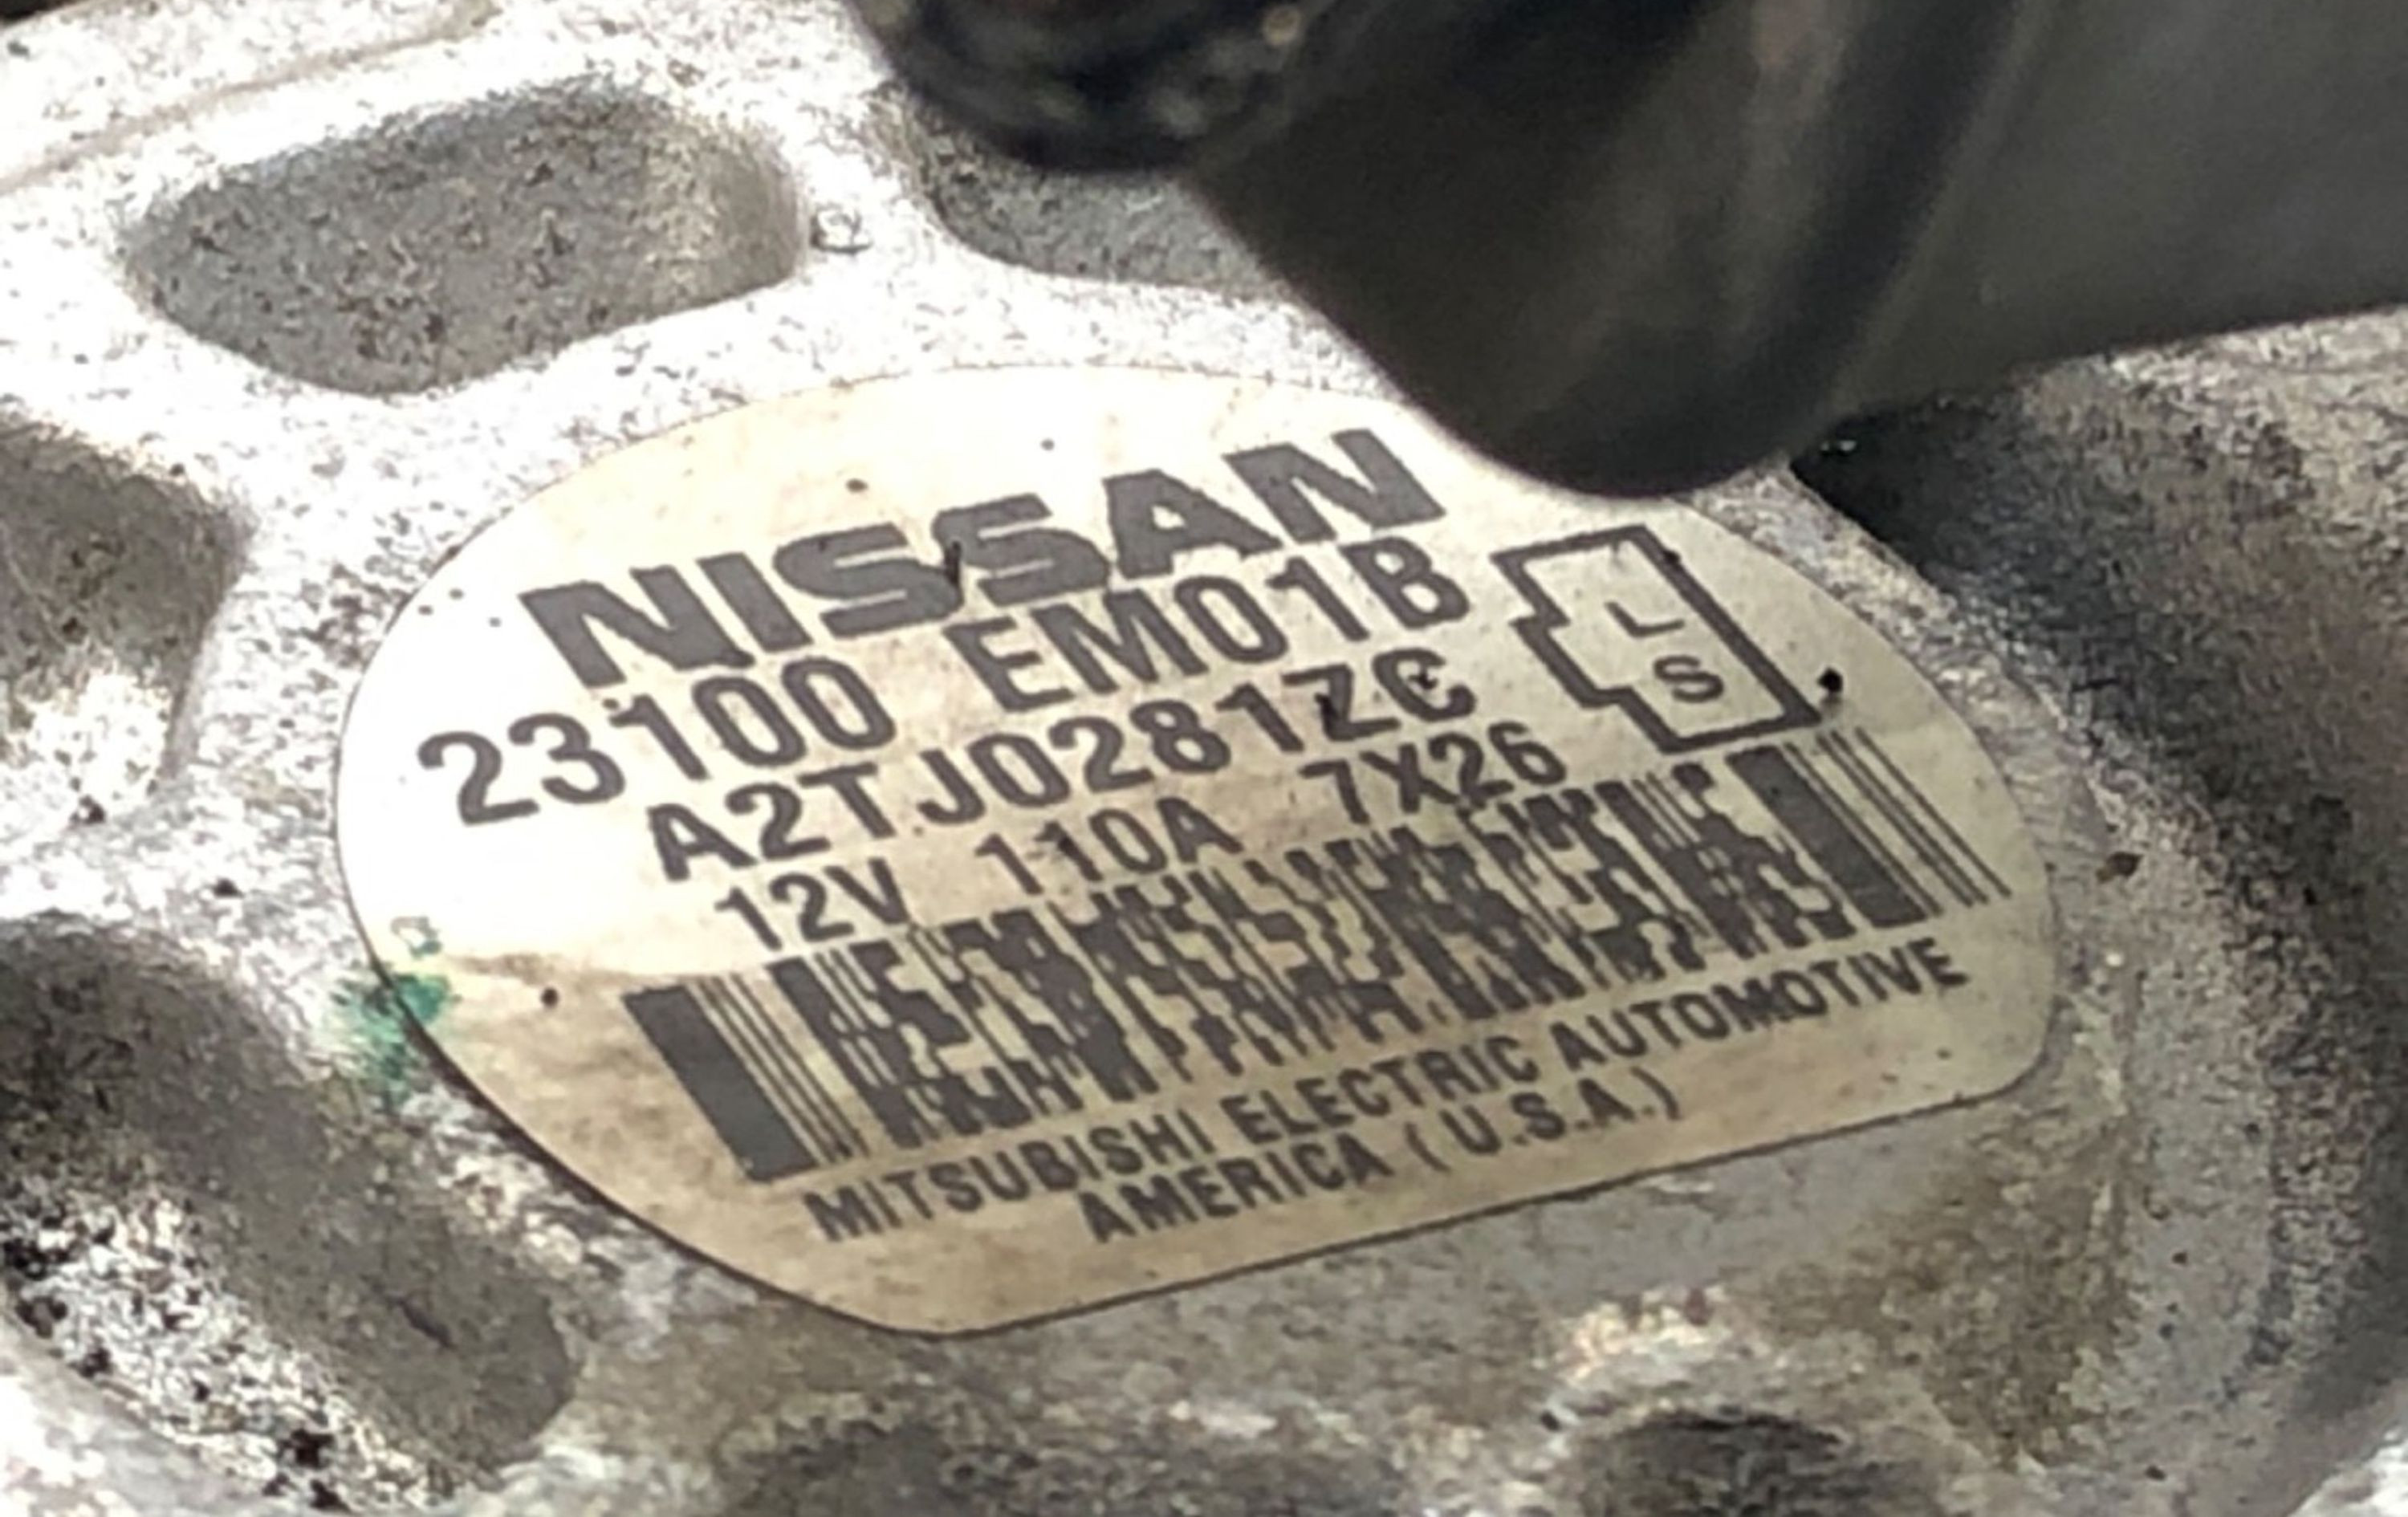 NISSAN
23100 EM01B
A2TJ0281ZC
L
S
12V 110A 7X26
MITSUBISHI ELECTRIC AUTOMOTIVE
AMERICA (U.S.A.)